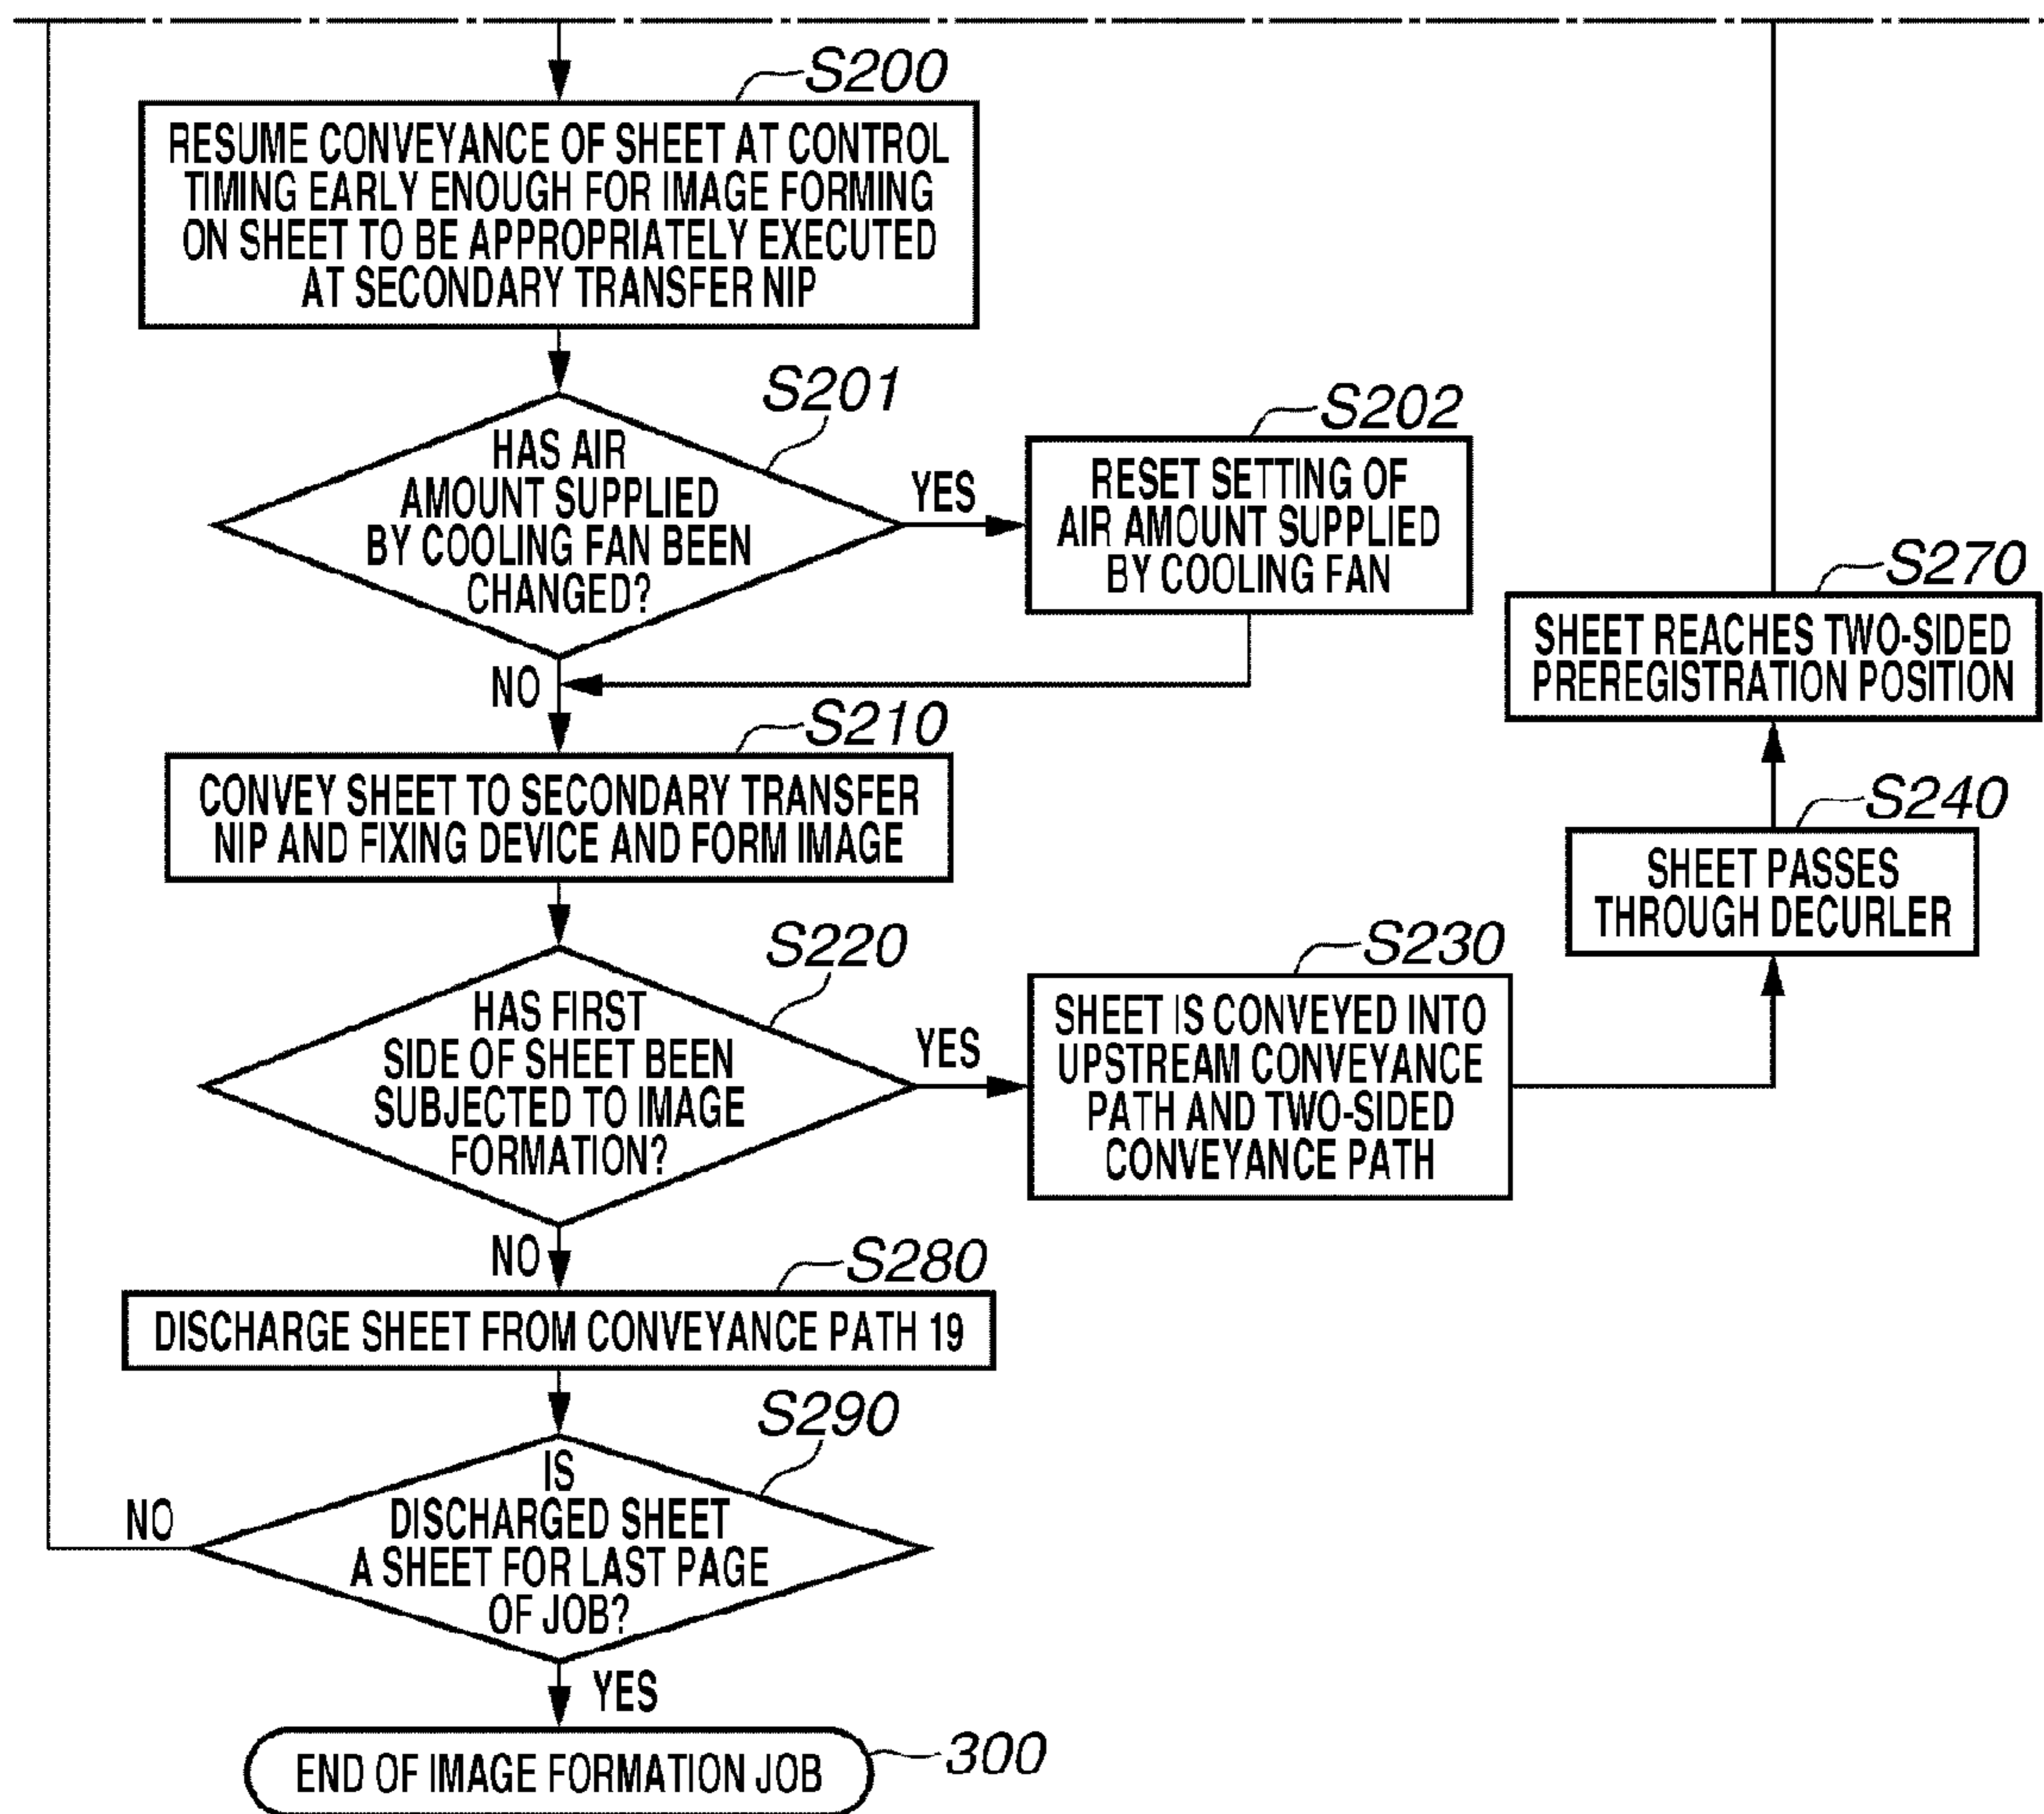 S200
RESUME CONVEYANCE OF SHEET AT CONTROL
TIMING EARLY ENOUGH FOR IMAGE FORMING
ON SHEET TO BE APPROPRIATELY EXECUTED
AT SECONDARY TRANSFER NIP
S201
HAS AIR
AMOUNT SUPPLIED
BY COOLING FAN BEEN
CHANGED?
YES
NO
S202
RESET SETTING OF
AIR AMOUNT SUPPLIED
BY COOLING FAN
S210
CONVEY SHEET TO SECONDARY TRANSFER
NIP AND FIXING DEVICE AND FORM IMAGE
S220
HAS FIRST
SIDE OF SHEET BEEN
SUBJECTED TO IMAGE
FORMATION?
YES
NO
S230
SHEET IS CONVEYED INTO
UPSTREAM CONVEYANCE
PATH AND TWO-SIDED
CONVEYANCE PATH
S240
SHEET PASSES
THROUGH DECURLER
S270
SHEET REACHES TWO-SIDED
PREREGISTRATION POSITION
S280
DISCHARGE SHEET FROM CONVEYANCE PATH 19
S290
IS
DISCHARGED SHEET
A SHEET FOR LAST PAGE
OF JOB?
NO
YES
END OF IMAGE FORMATION JOB
300